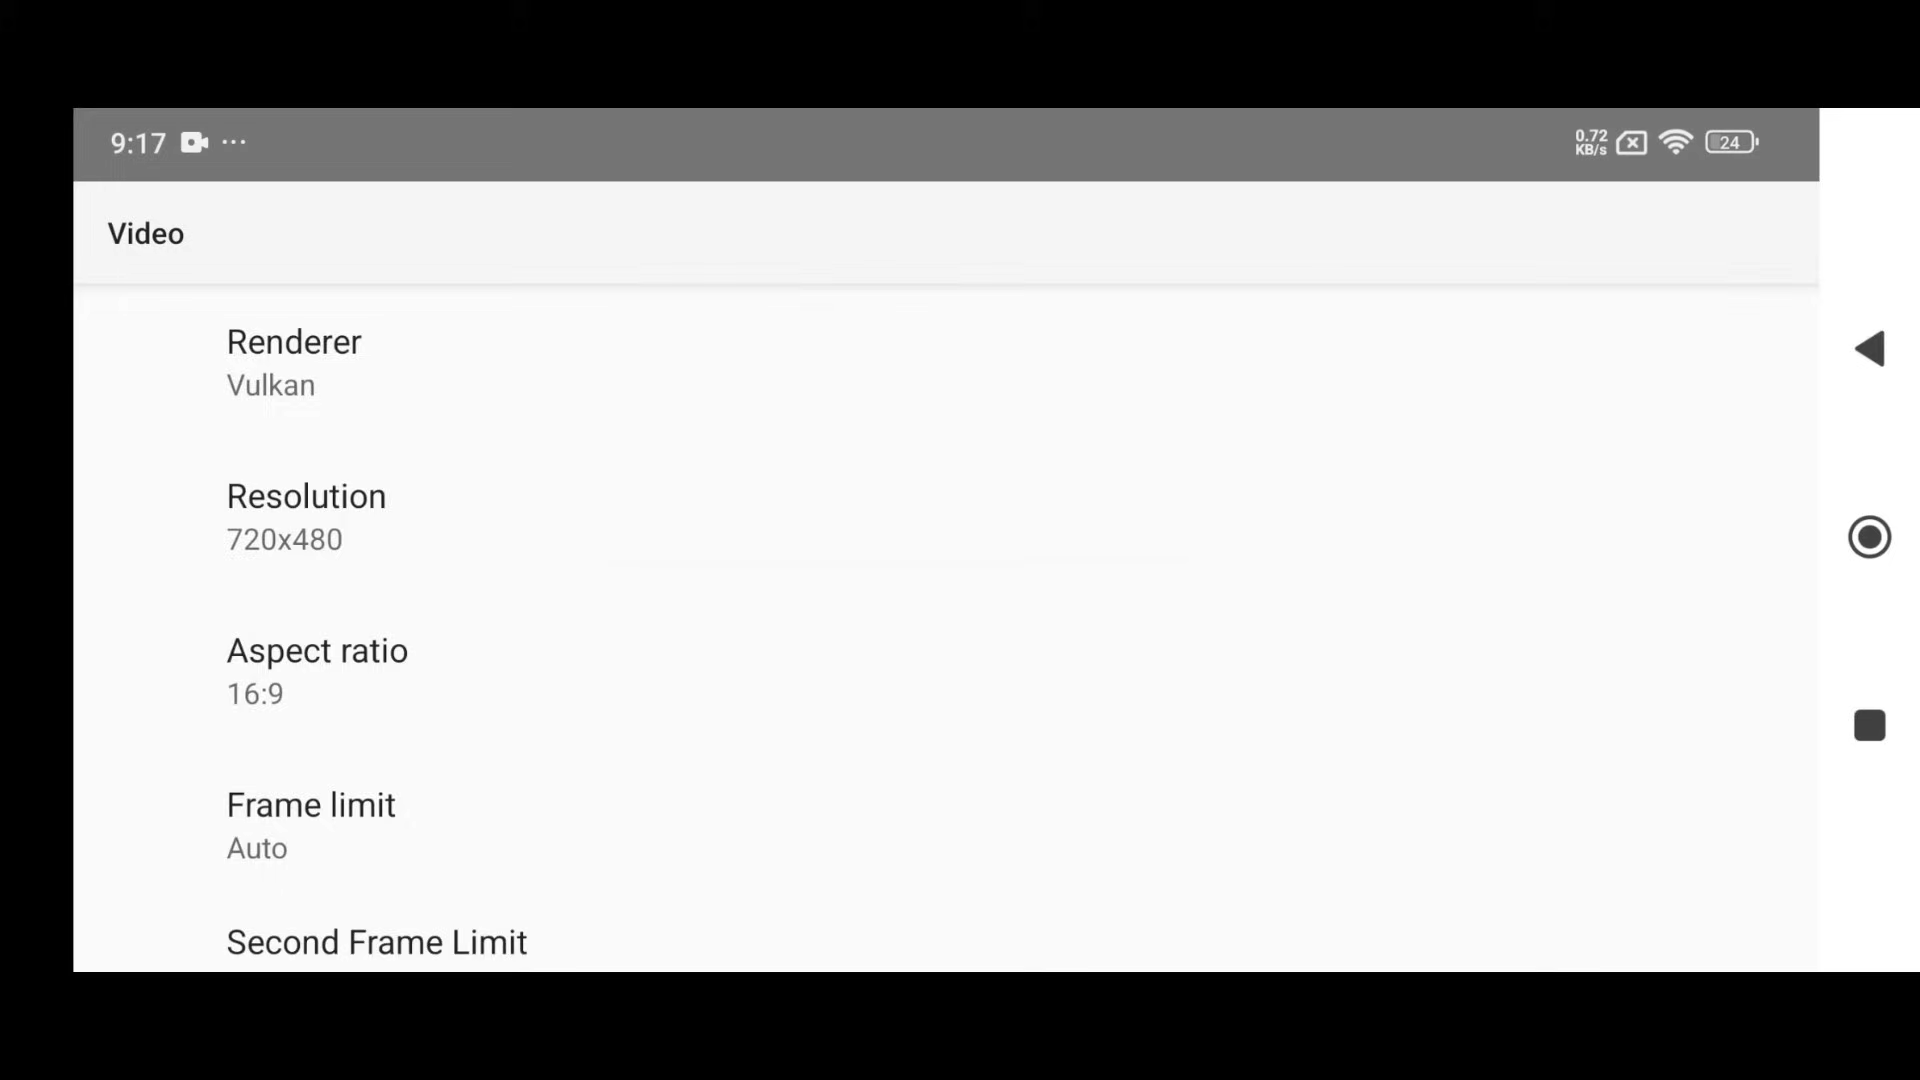 9:17 ... 0.72 KB/s 24
Video
Renderer
Vulkan
Resolution
720x480
Aspect ratio
16:9
Frame limit
Auto
Second Frame Limit